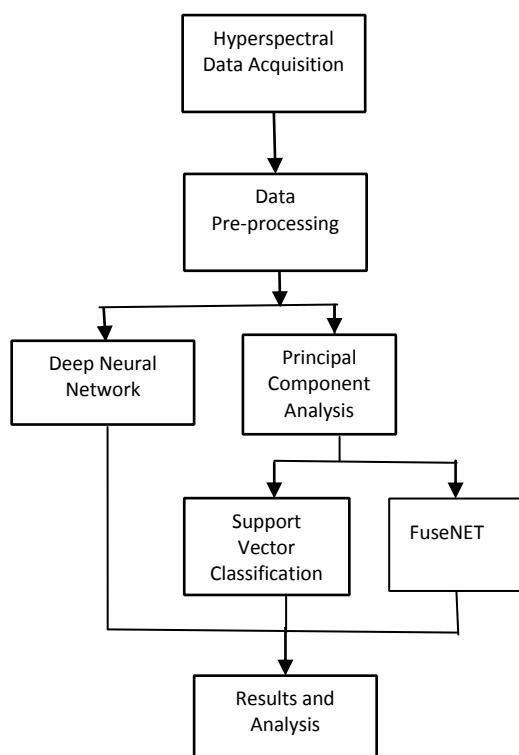 Hyperspectral
Data Acquisition
Data
Pre-processing
Deep Neural
Network
Principal
Component
Analysis
Support
Vector
Classification
FuseNET
Results and
Analysis